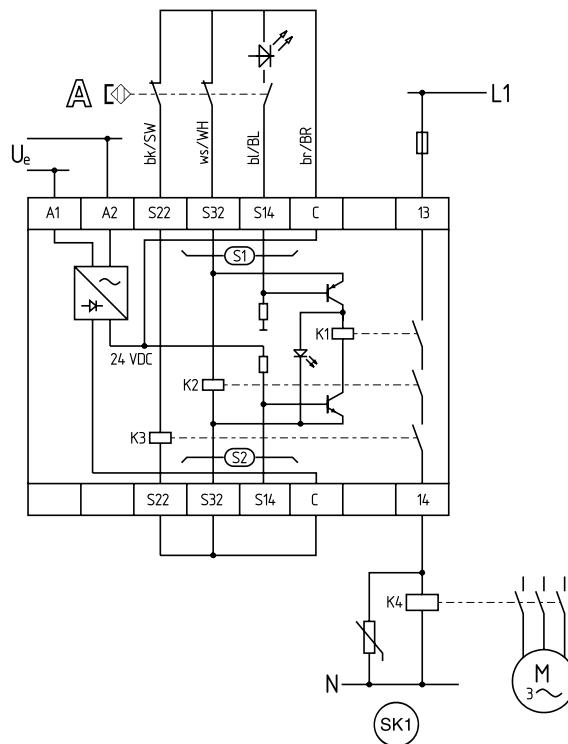 A
L1
bk/SW
ws/WH
bl/BL
br/BR
Ue
A1 A2 S22 S32 S14 C 13
S1
K1
24 VDC
K2
K3
S2
S22 S32 S14 C 14
K4
M
3
N
SK1